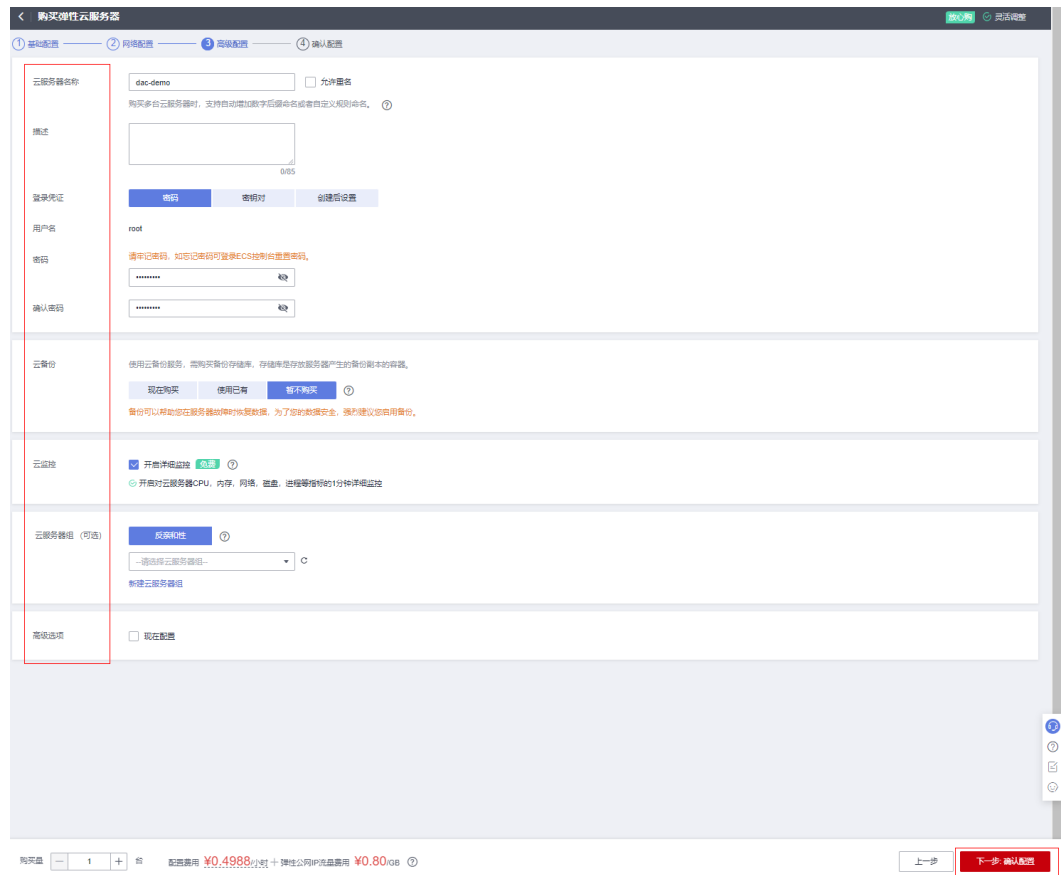 购买弹性云服务器
放心购 灵活调整
1 基础配置 2 网络配置 3 高级配置 4 确认配置
云服务器名称 dac-demo 允许重名
购买多台云服务器时，支持自动增加数字后缀命名或者自定义规则命名。
描述
0/85
登录凭证 密码 密钥对 创建后设置
用户名 root
密码 请牢记密码，如忘记密码可登录ECS控制台重置密码。
确认密码
云备份 使用云备份服务，需购买备份存储库，存储库是存放服务器产生的备份副本的容器。
现在购买 使用已有 暂不购买
备份可以帮助您在服务器故障时恢复数据，为了您的数据安全，强烈建议您启用备份。
云监控 开启详细监控 免费
开启对云服务器CPU，内存，网络，磁盘，进程等指标的1分钟详细监控
云服务器组 （可选） 反亲和性
--请选择云服务器组--
新建云服务器组
高级选项 现在配置
购买量 1 台 配置费用 ¥0.4988/小时 + 弹性公网IP流量费用 ¥0.80/GB 上一步 下一步: 确认配置